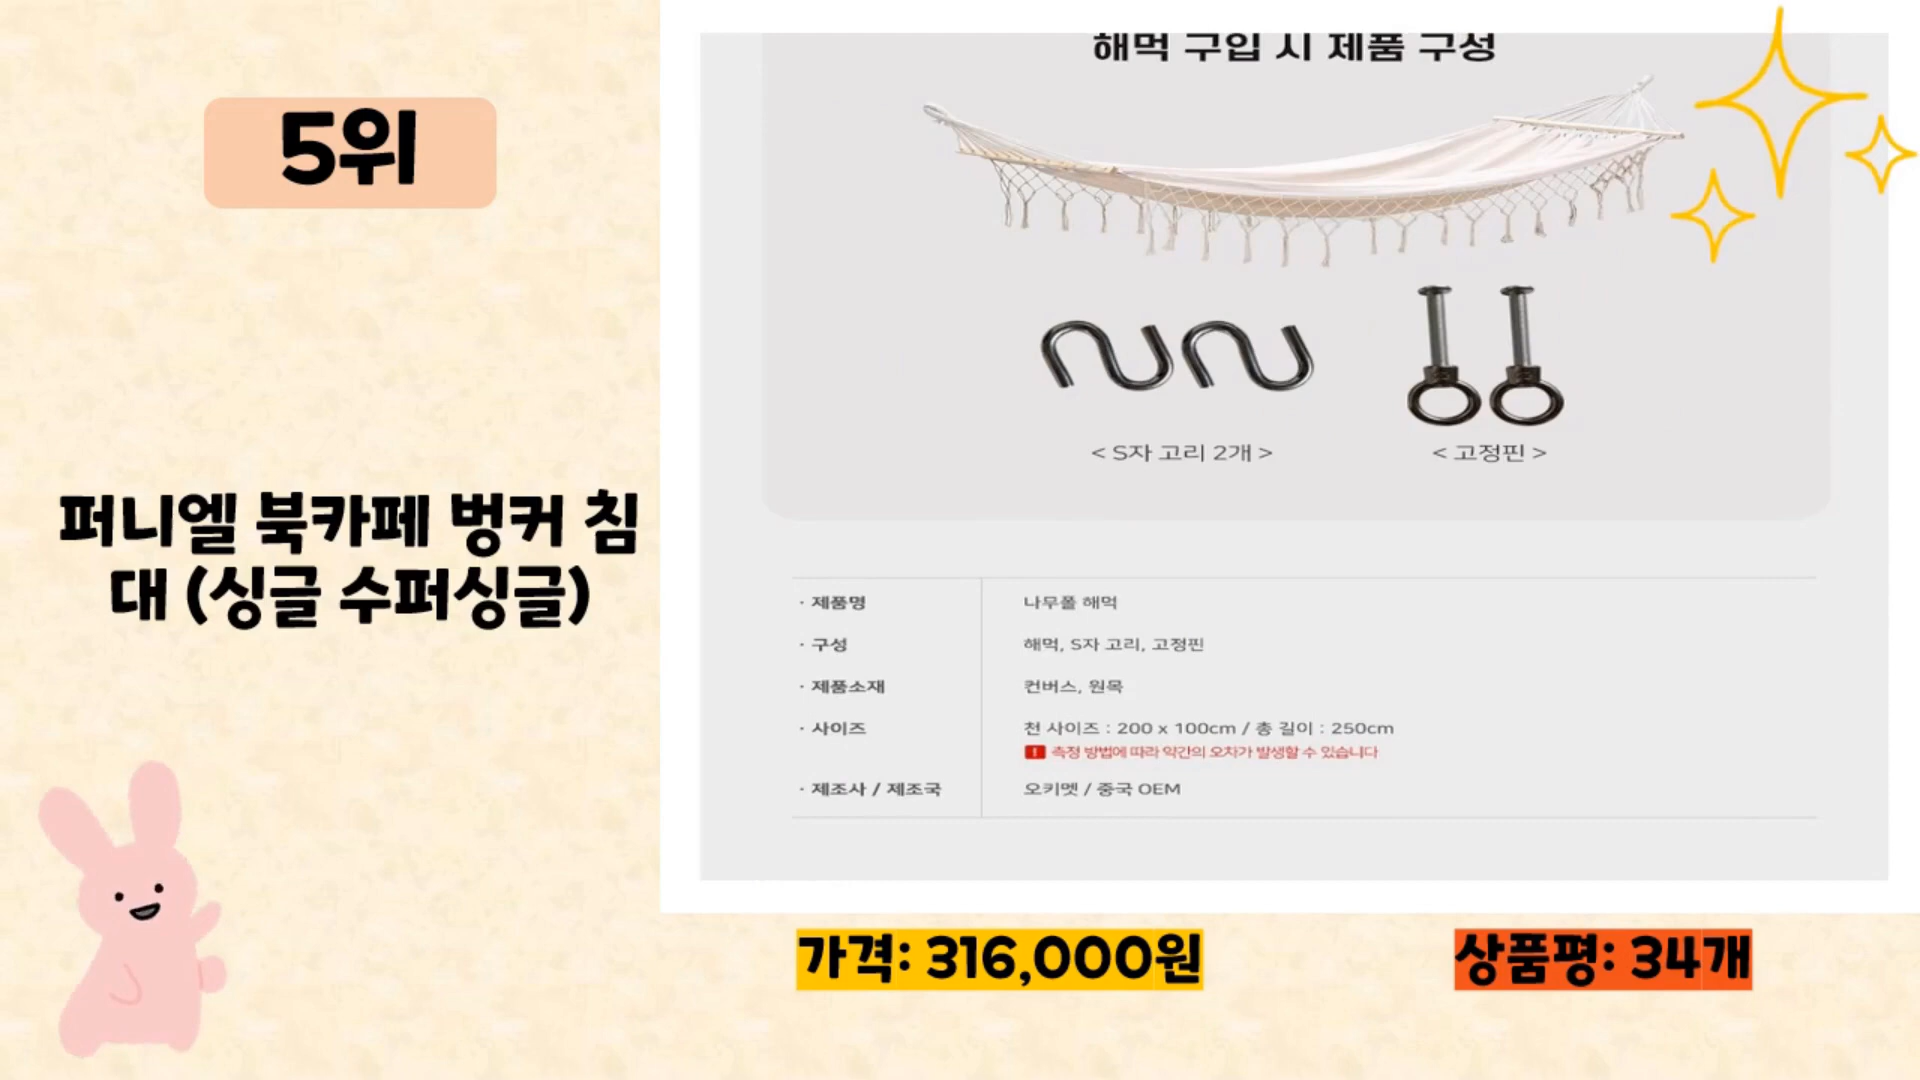 5위
퍼니엘 북카페 벙커 침
대 (싱글 수퍼싱글)
해먹 구입 시 제품 구성
< S자 고리 2개 >
< 고정핀 >
· 제품명 나무폴 해먹
· 구성 해먹, S자 고리, 고정핀
· 제품소재 컨버스, 원목
· 사이즈 천 사이즈 : 200 x 100cm / 총 길이 : 250cm
! 측정 방법에 따라 약간의 오차가 발생할 수 있습니다
· 제조사 / 제조국 오키멧 / 중국 OEM
가격: 316,000원
상품평: 34개